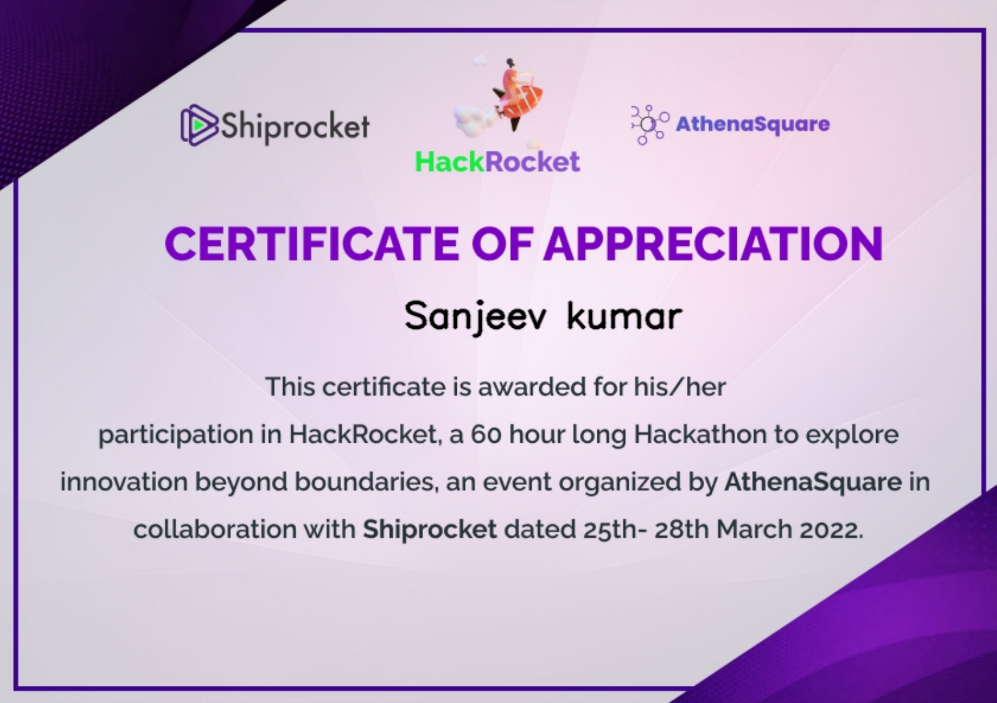 Shiprocket
HackRocket
AthenaSquare
CERTIFICATE OF APPRECIATION
Sanjeev kumar
This certificate is awarded for his/her
participation in HackRocket, a 60 hour long Hackathon to explore
innovation beyond boundaries, an event organized by AthenaSquare in
collaboration with Shiprocket dated 25th- 28th March 2022.